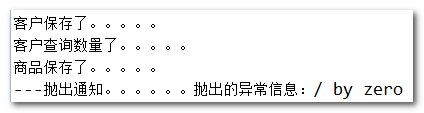 客户保存了。。。。。
客户查询数量了。。。。。
商品保存了。。。。。
---抛出通知。。。。。。抛出的异常信息：/ by zero